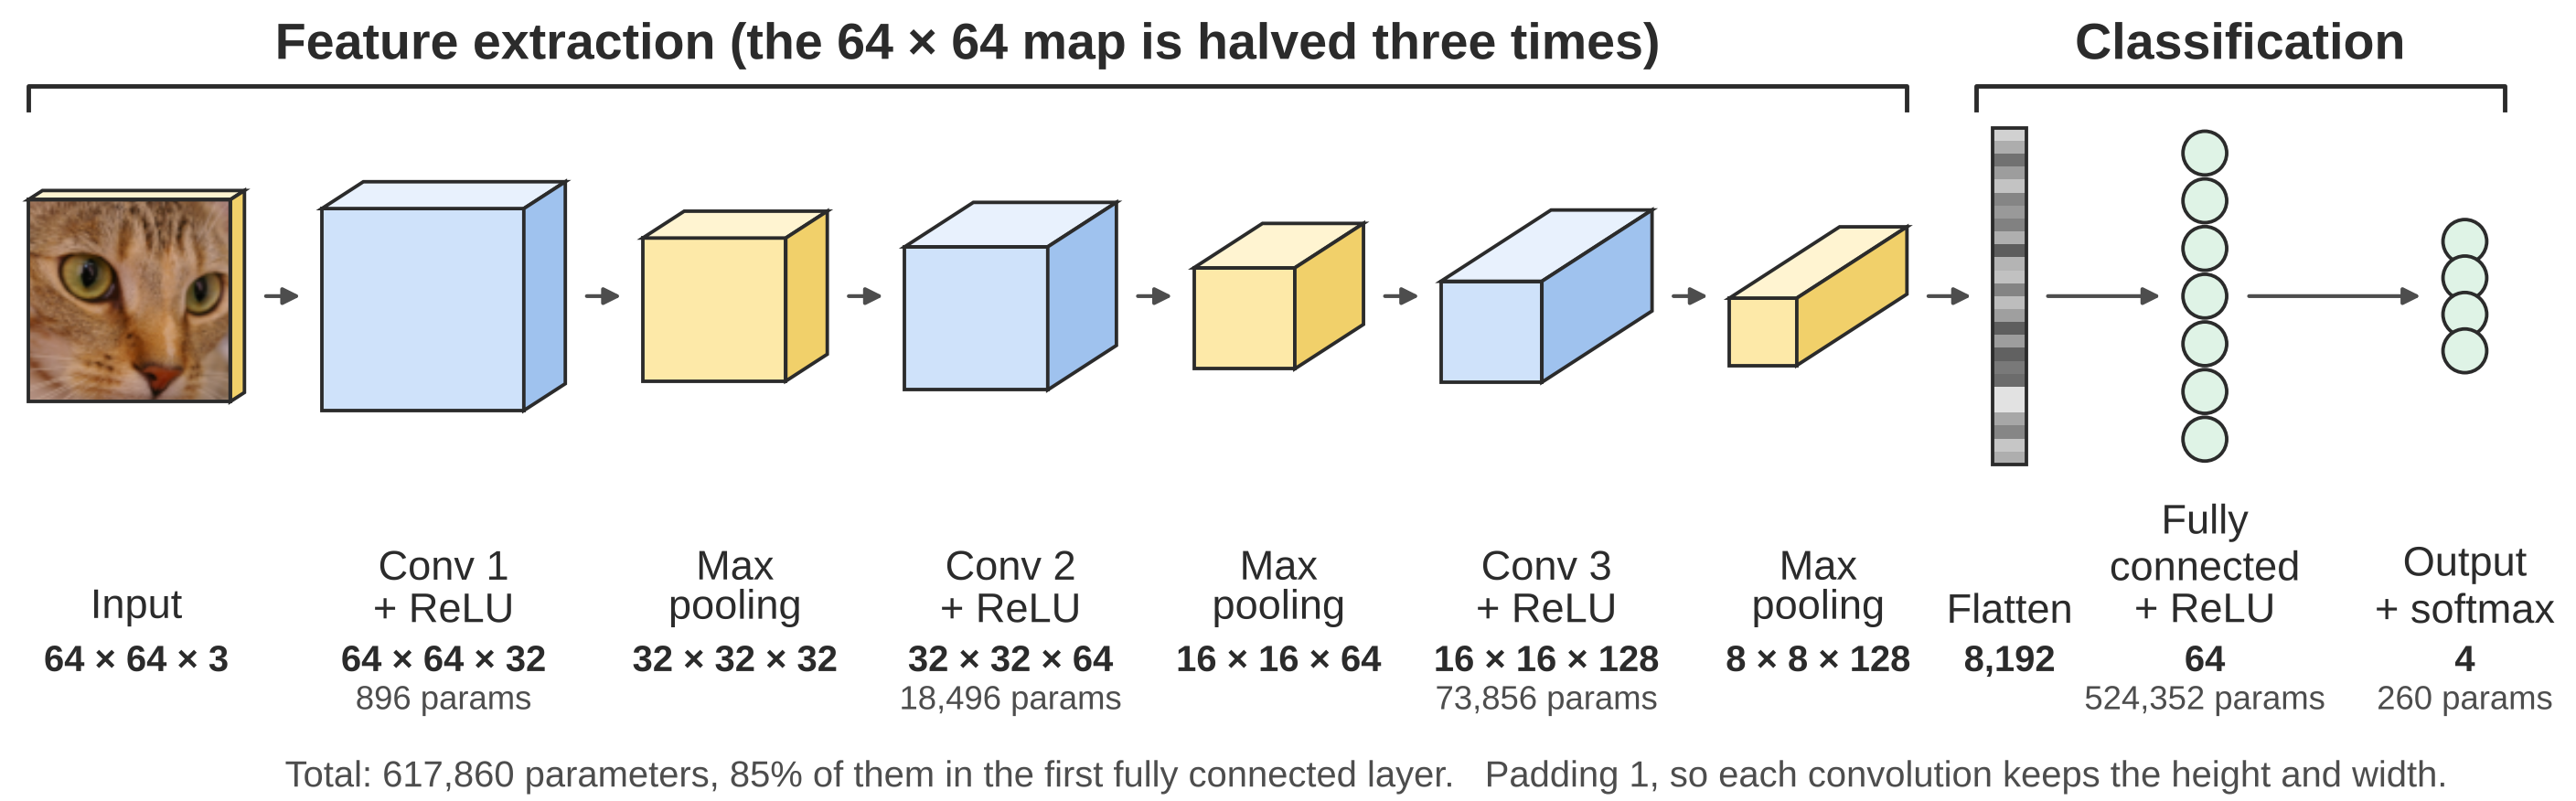 Feature extraction (the 64 × 64 map is halved three times)
Classification
Input
64 × 64 × 3
Conv 1
+ ReLU
64 × 64 × 32
896 params
Max
pooling
32 × 32 × 32
Conv 2
+ ReLU
32 × 32 × 64
18,496 params
Max
pooling
16 × 16 × 64
Conv 3
+ ReLU
16 × 16 × 128
73,856 params
Max
pooling
8 × 8 × 128
Flatten
8,192
Fully
connected
+ ReLU
64
524,352 params
Output
+ softmax
4
260 params
Total: 617,860 parameters, 85% of them in the first fully connected layer.   Padding 1, so each convolution keeps the height and width.